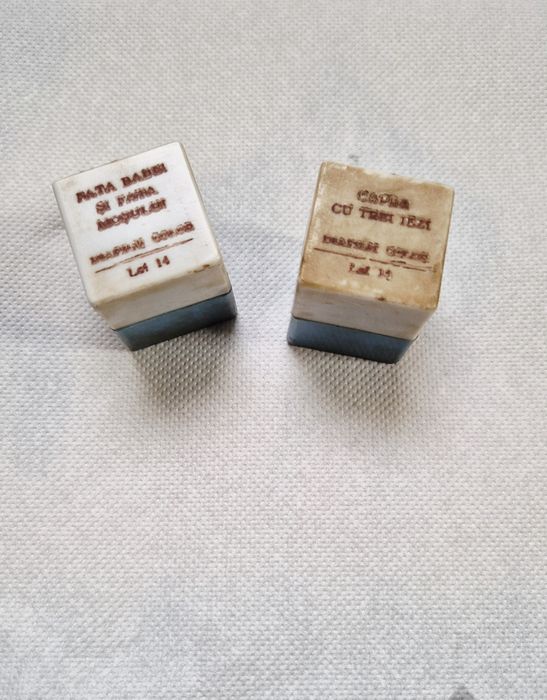 FATA BABEI
ŞI FATA
MOŞULUI
DIAFILM COLOR
Lei 14
CAPRA
CU TREI IEZI
DIAFILM COLOR
Lei 14